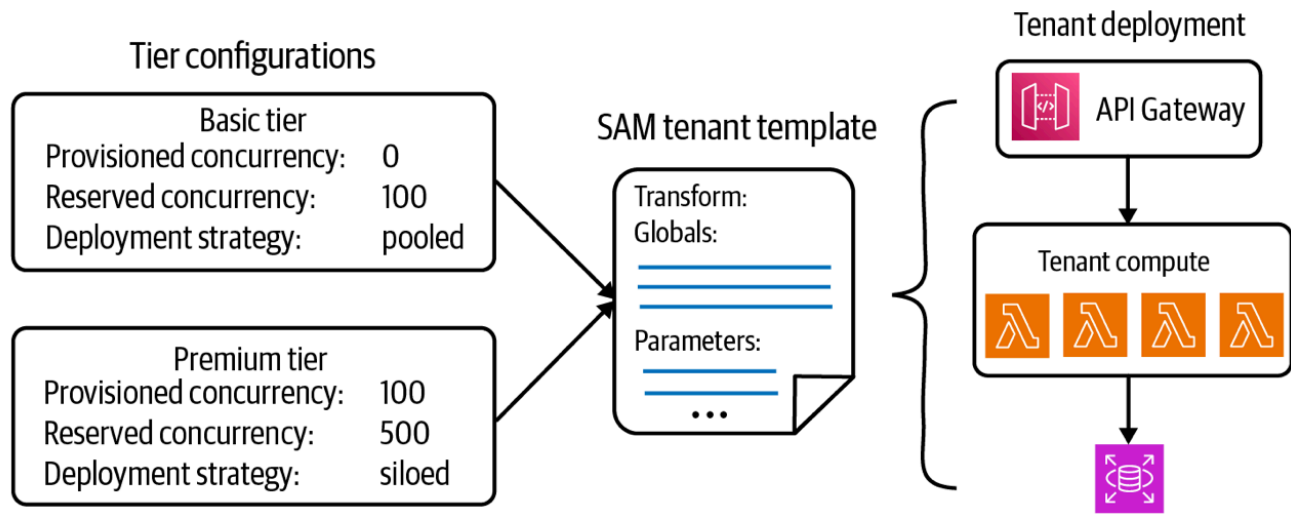 Tier configurations
Basic tier
Provisioned concurrency: 0
Reserved concurrency: 100
Deployment strategy: pooled
Premium tier
Provisioned concurrency: 100
Reserved concurrency: 500
Deployment strategy: siloed
SAM tenant template
Transform:
Globals:
Parameters:
...
Tenant deployment
</> API Gateway
Tenant compute